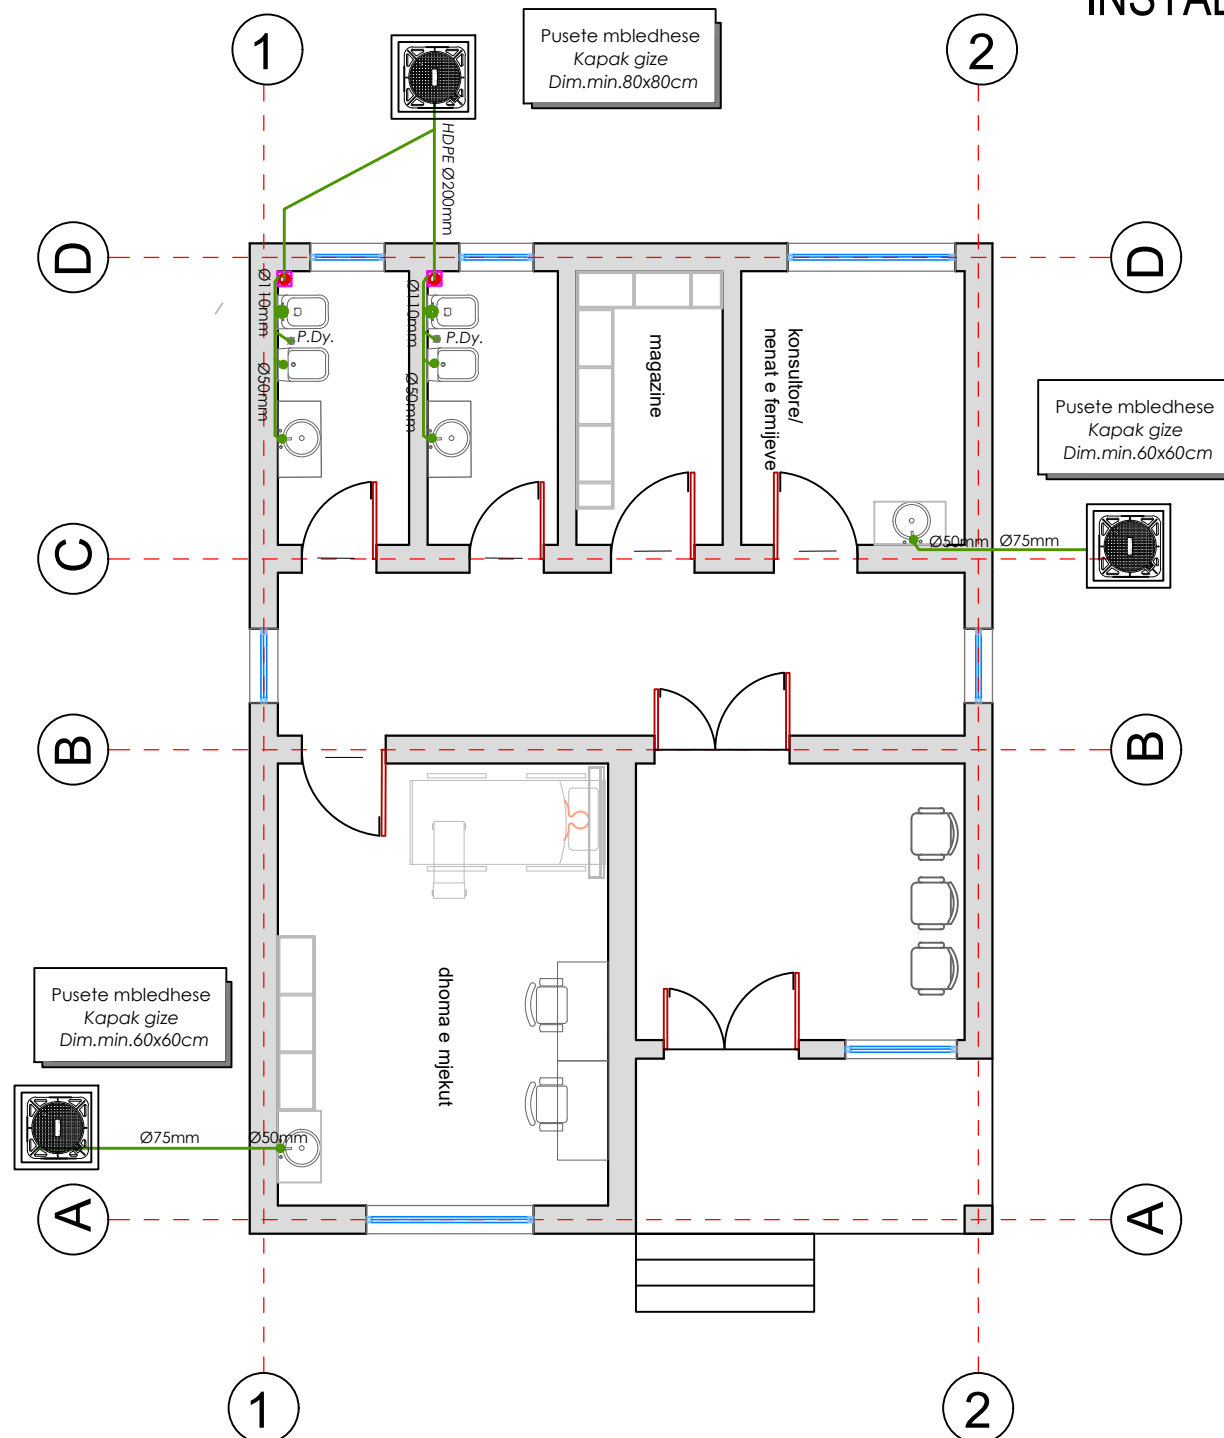 INSTAL
1
Pusete mbledhese
Kapak gize
Dim.min.80x80cm
2
HDPE Ø200mm
D
D
Ø110mm
Ø110mm
P.Dy.
P.Dy.
Ø50mm
Ø50mm
magazine
konsultore/
nenat e femijeve
Pusete mbledhese
Kapak gize
Dim.min.60x60cm
C
Ø50mm
Ø75mm
B
B
dhoma e mjekut
Pusete mbledhese
Kapak gize
Dim.min.60x60cm
Ø75mm
Ø50mm
A
A
1
2